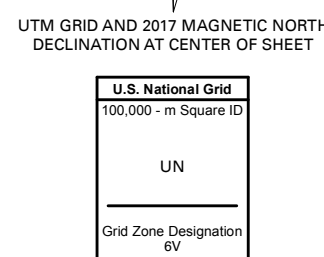 UTM GRID AND 2017 MAGNETIC NORTH
DECLINATION AT CENTER OF SHEET
U.S. National Grid
100,000 - m Square ID
UN
Grid Zone Designation
6V